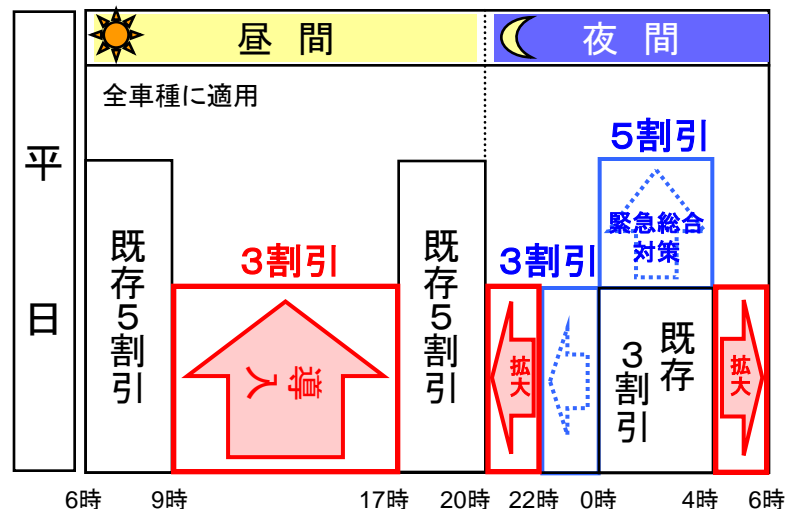 昼間
夜間
平日
全車種に適用
既存5割引
3割引
導入
既存5割引
3割引
拡大
5割引
緊急総合
対策
既存
3割引
拡大
6時 9時 17時 20時 22時 0時 4時 6時